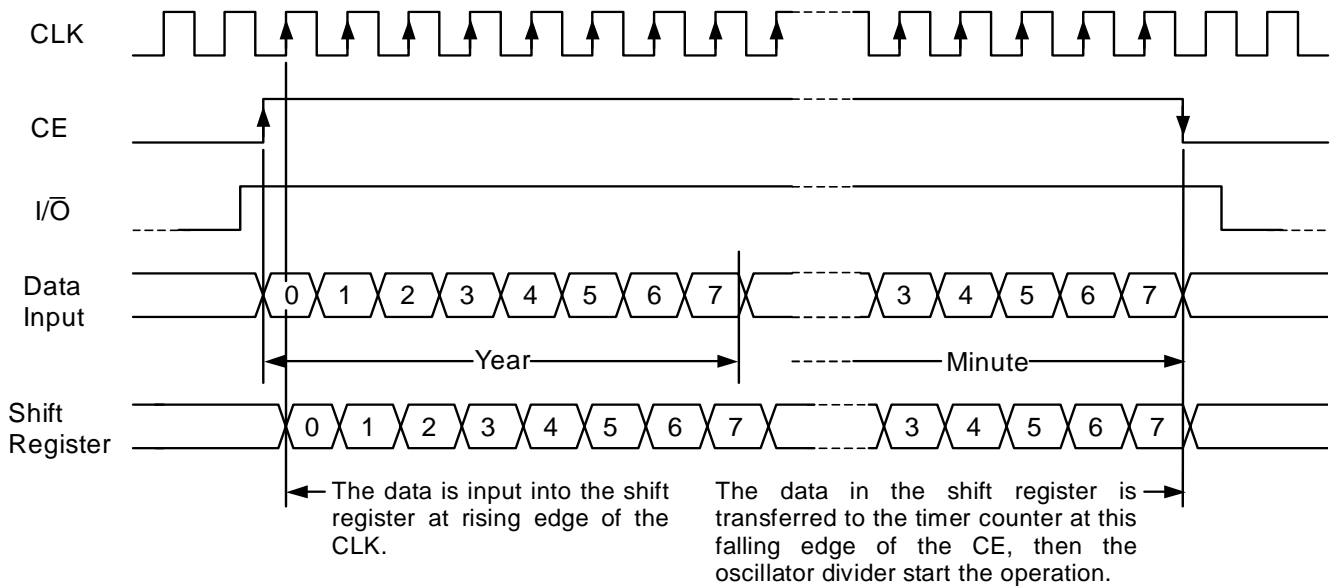 CLK
CE
I/O̅
Data
Input
0 1 2 3 4 5 6 7 3 4 5 6 7
Year Minute
Shift
Register
0 1 2 3 4 5 6 7 3 4 5 6 7
The data is input into the shift
register at rising edge of the
CLK.
The data in the shift register is
transferred to the timer counter at this
falling edge of the CE, then the
oscillator divider start the operation.